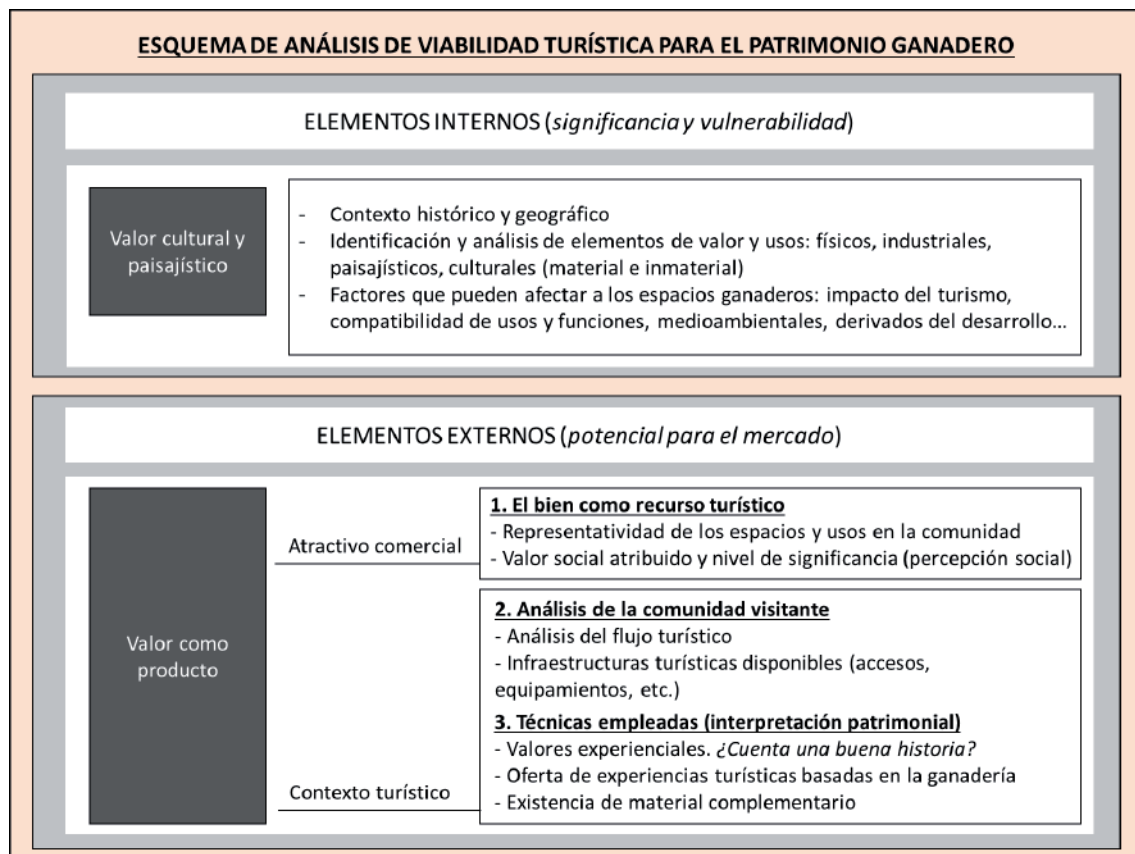 ESQUEMA DE ANÁLISIS DE VIABILIDAD TURÍSTICA PARA EL PATRIMONIO GANADERO
ELEMENTOS INTERNOS (significancia y vulnerabilidad)
Valor cultural y
paisajístico
- Contexto histórico y geográfico
- Identificación y análisis de elementos de valor y usos: físicos, industriales,
paisajísticos, culturales (material e inmaterial)
- Factores que pueden afectar a los espacios ganaderos: impacto del turismo,
compatibilidad de usos y funciones, medioambientales, derivados del desarrollo...
ELEMENTOS EXTERNOS (potencial para el mercado)
Valor como
producto
Atractivo comercial
1. El bien como recurso turístico
- Representatividad de los espacios y usos en la comunidad
- Valor social atribuido y nivel de significancia (percepción social)
Contexto turístico
2. Análisis de la comunidad visitante
- Análisis del flujo turístico
- Infraestructuras turísticas disponibles (accesos,
equipamientos, etc.)
3. Técnicas empleadas (interpretación patrimonial)
- Valores experienciales. ¿Cuenta una buena historia?
- Oferta de experiencias turísticas basadas en la ganadería
- Existencia de material complementario